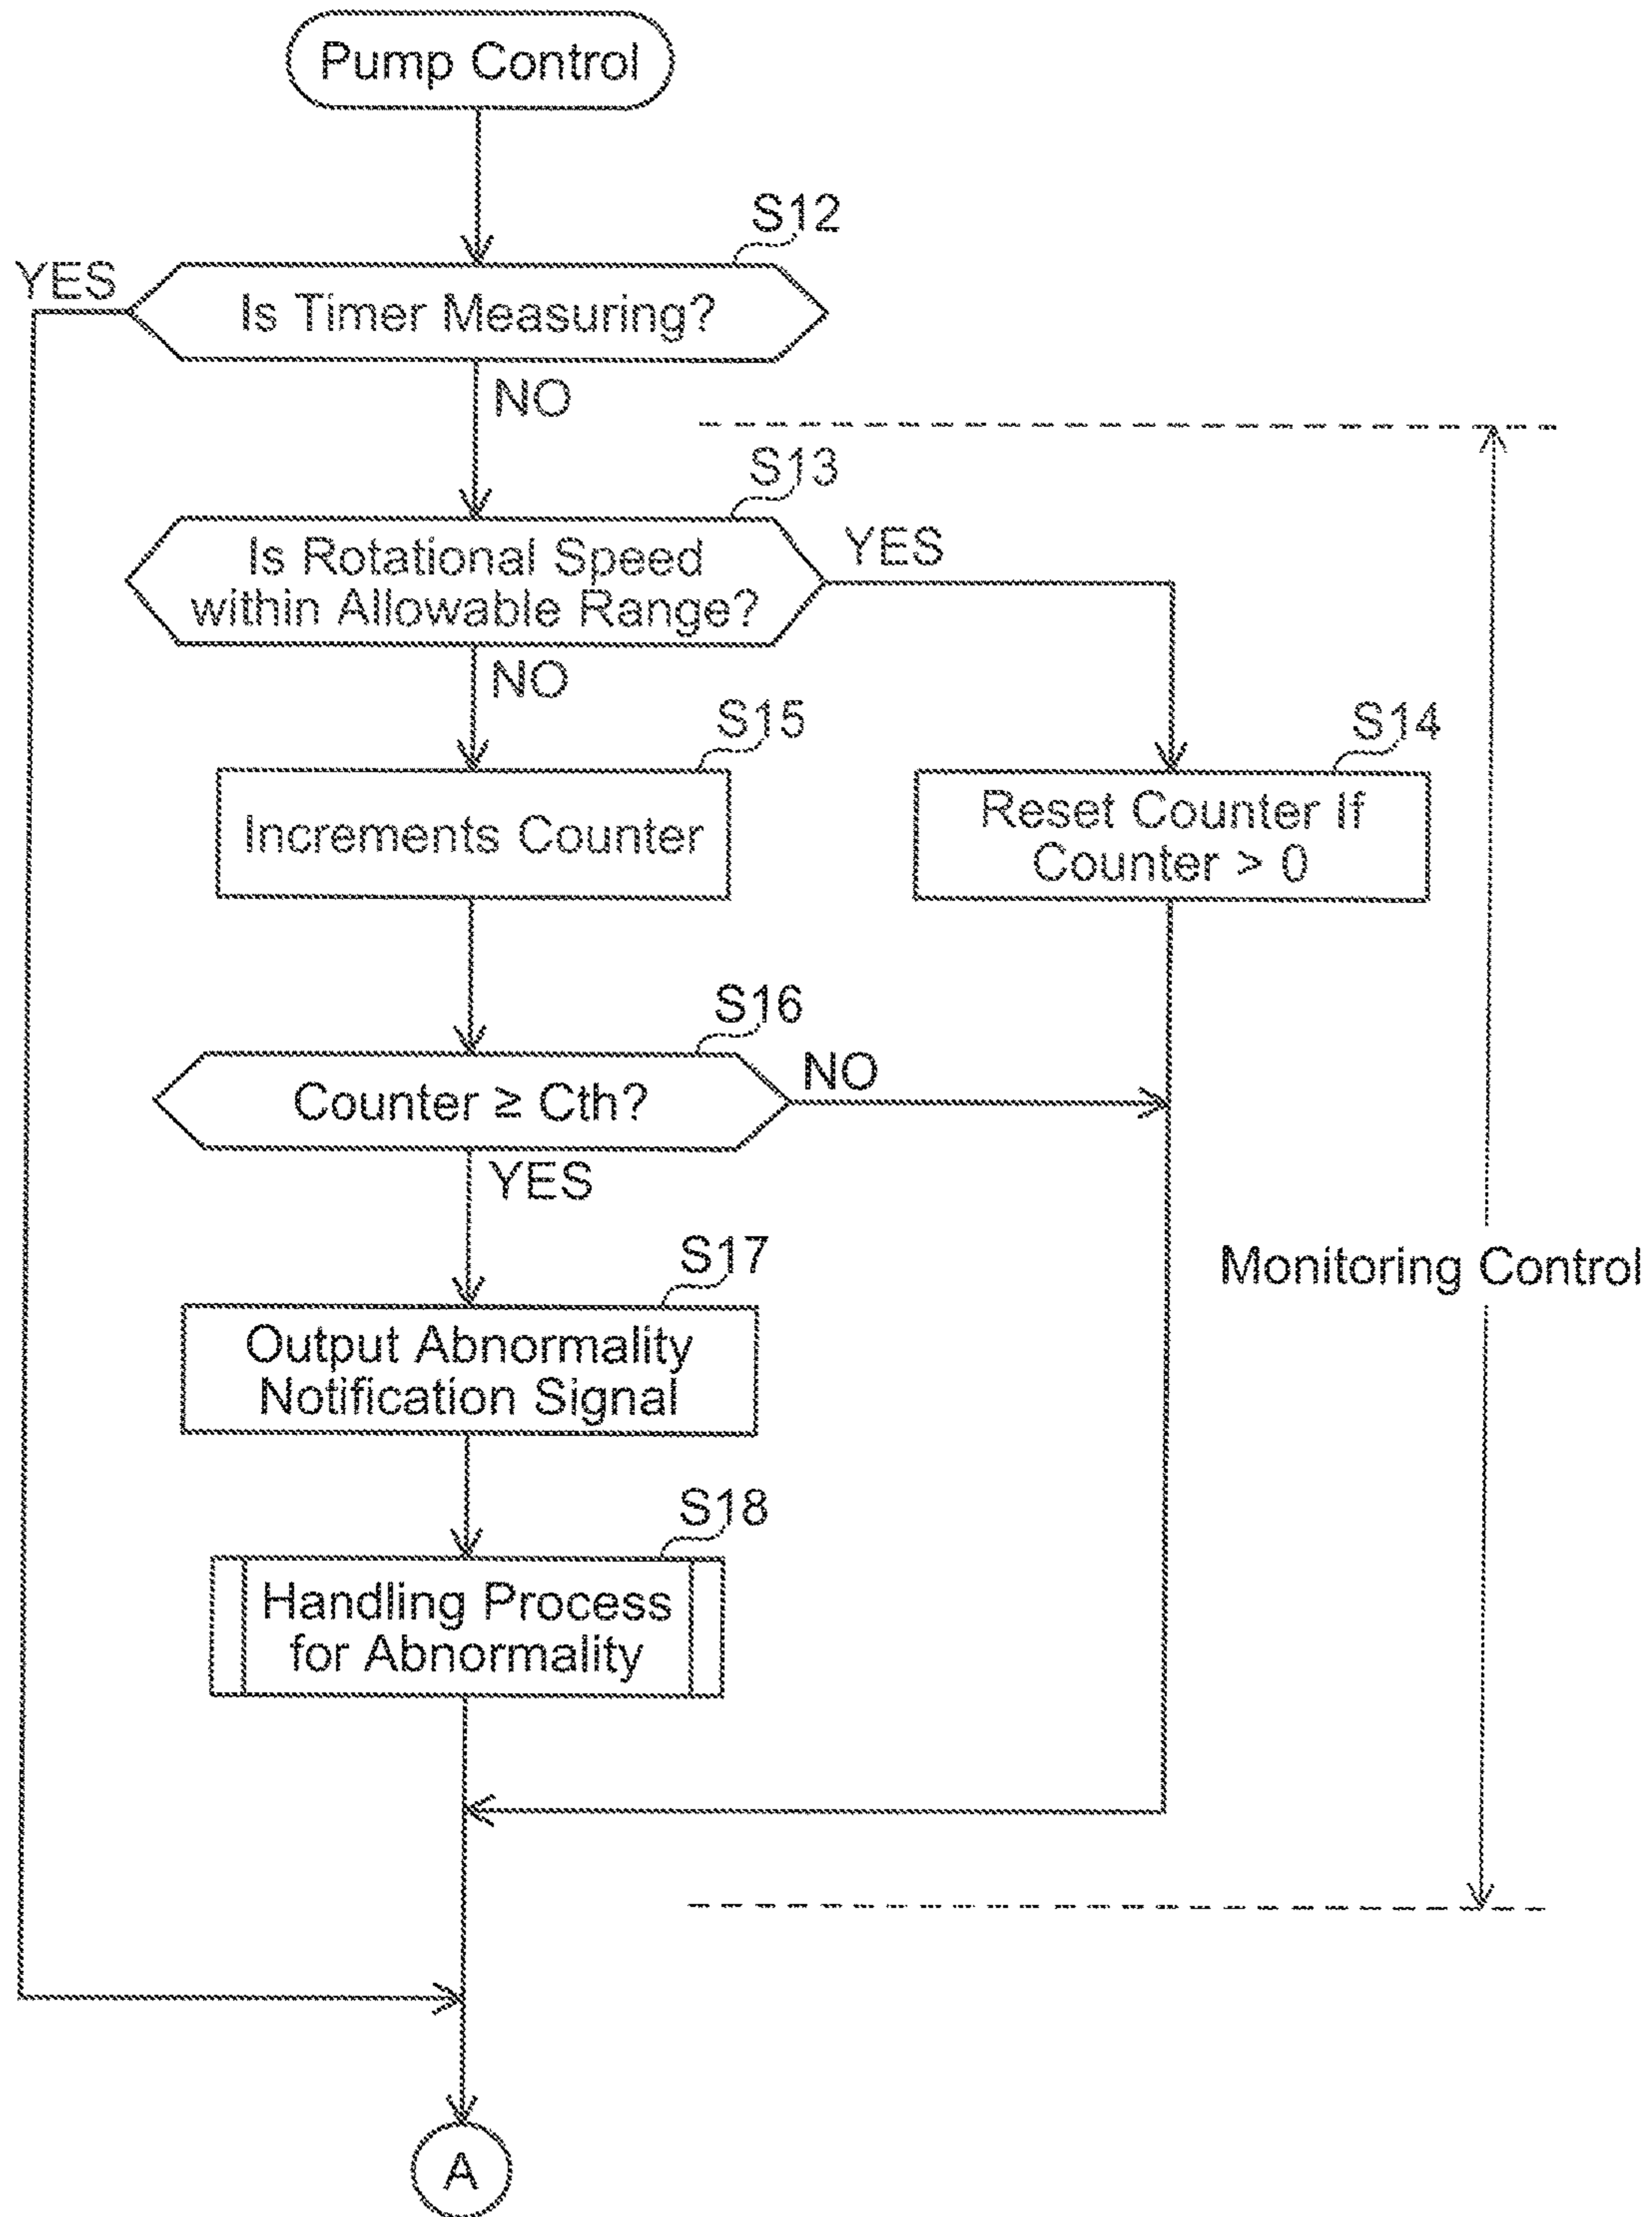 Pump Control
S12
YES
Is Timer Measuring?
NO
S13
Is Rotational Speed
within Allowable Range?
YES
NO
S15
S14
Increments Counter
Reset Counter If
Counter > 0
S16
Counter ≥ Cth?
NO
YES
S17
Monitoring Control
Output Abnormality
Notification Signal
S18
Handling Process
for Abnormality
A